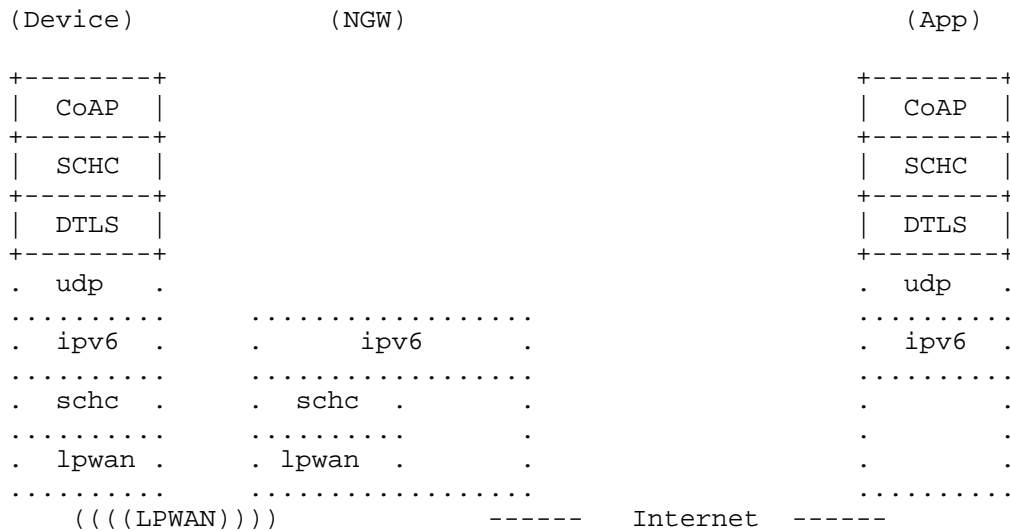 (Device) (NGW) (App)
+--------+ +--------+
| CoAP | | CoAP |
+--------+ +--------+
| SCHC | | SCHC |
+--------+ +--------+
| DTLS | | DTLS |
+--------+ +--------+
. udp . . udp .
.......... .................. ..........
. ipv6 . . ipv6 . . ipv6 .
.......... .................. ..........
. schc . . schc . . . .
.......... .......... . . .
. lpwan . . lpwan . . . .
.......... .................. ..........
((((LPWAN)))) ------ Internet ------